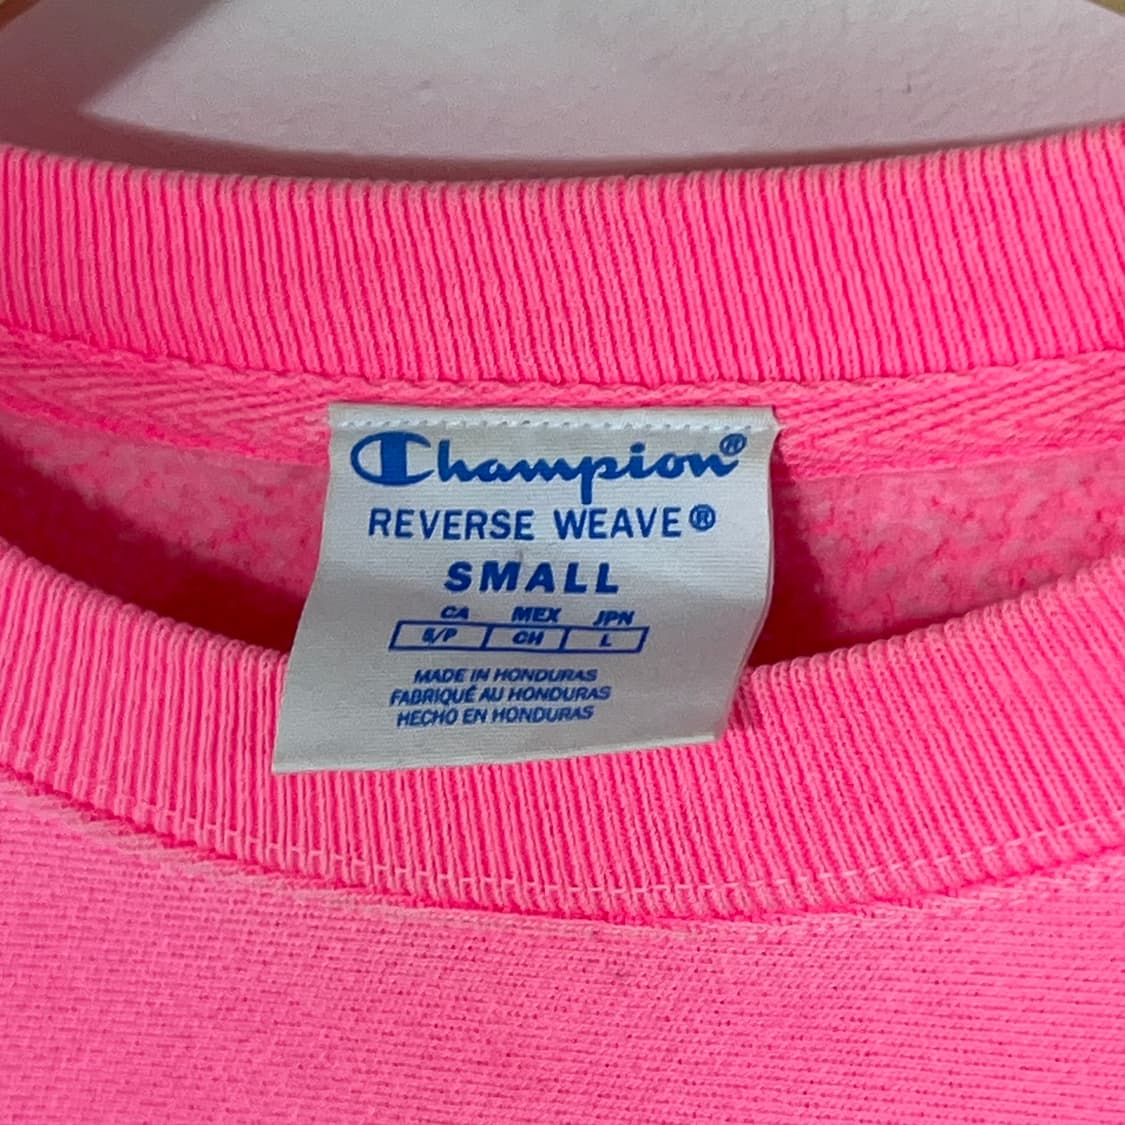 Champion®
REVERSE WEAVE®
SMALL
CA MEX JPN
S/P CH L
MADE IN HONDURAS
FABRIQUÉ AU HONDURAS
HECHO EN HONDURAS